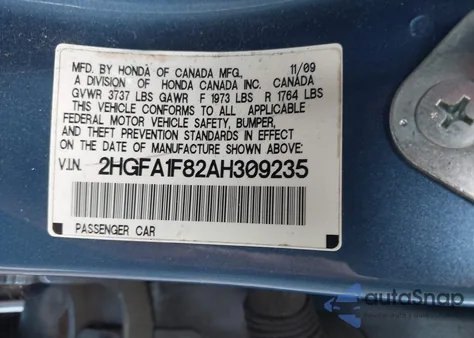 MFD. BY HONDA OF CANADA MFG., 11/09
A DIVISION OF HONDA CANADA INC. CANADA
GVWR 3737 LBS GAWR F 1973 LBS R 1764 LBS
THIS VEHICLE CONFORMS TO ALL APPLICABLE
FEDERAL MOTOR VEHICLE SAFETY, BUMPER,
AND THEFT PREVENTION STANDARDS IN EFFECT
ON THE DATE OF MANUFACTURE SHOWN ABOVE:
V.I.N. 2HGFA1F82AH309235
PASSENGER CAR
autoSnap